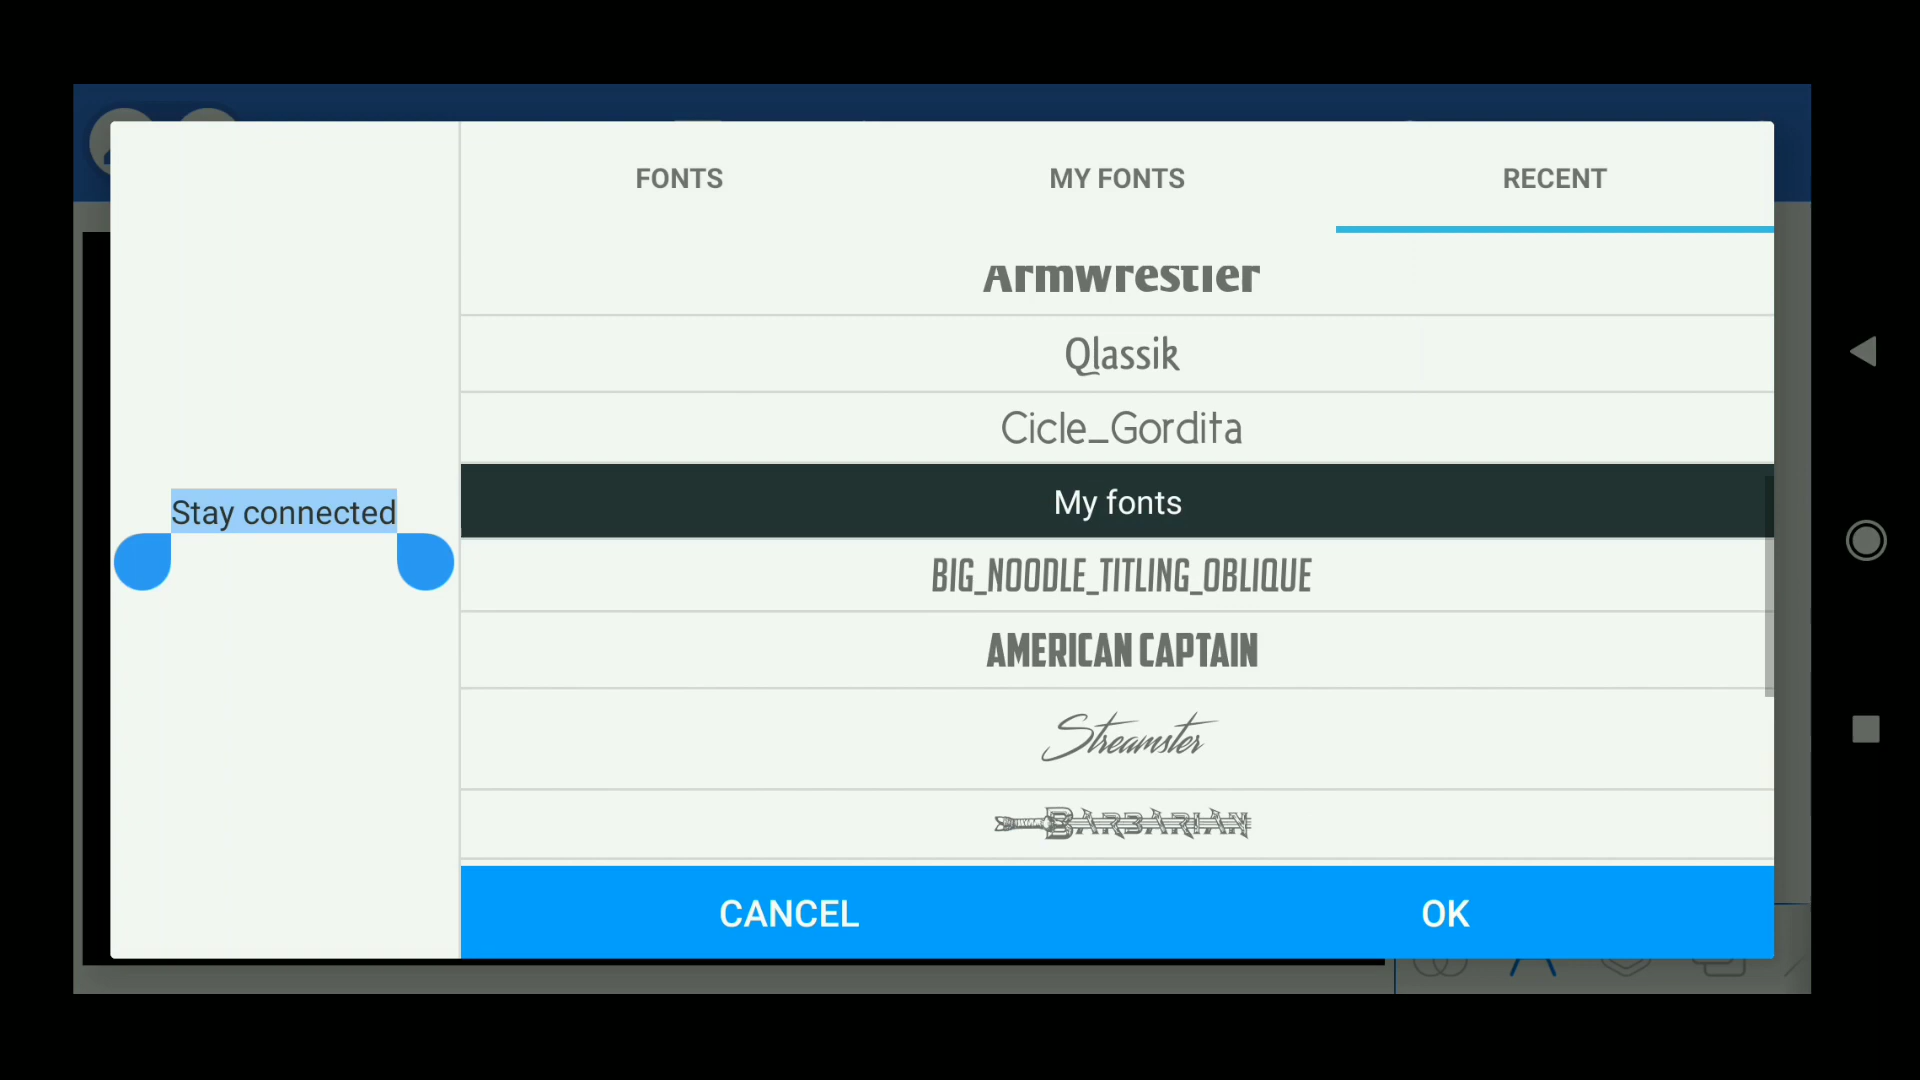 FONTS MY FONTS RECENT
Armwrestler
Qlassik
Cicle_Gordita
Stay connected
My fonts
BIG_NOODLE_TITLING_OBLIQUE
AMERICAN CAPTAIN
Streamster
BARBARIAN
CANCEL OK